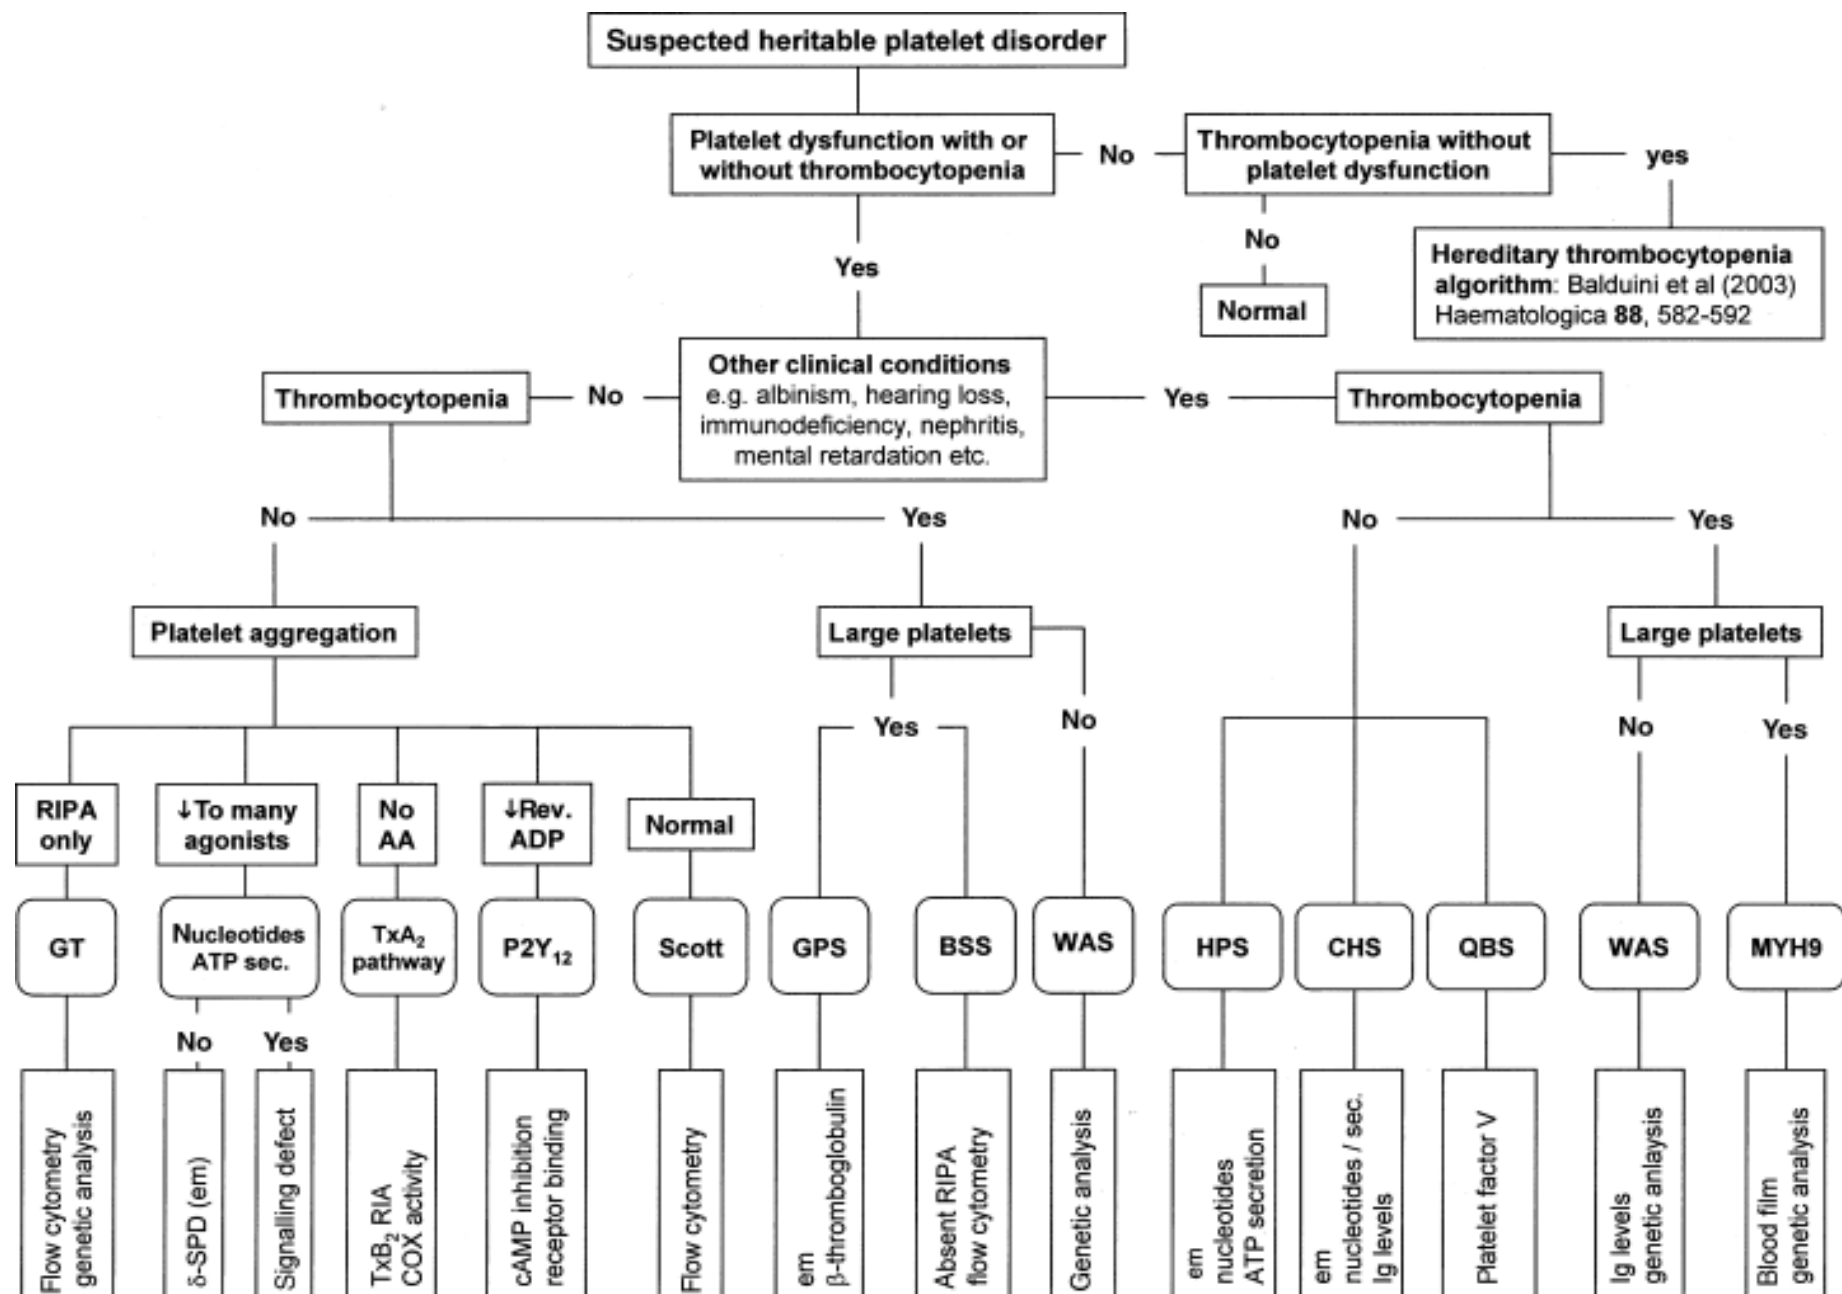 Suspected heritable platelet disorder
Platelet dysfunction with or
without thrombocytopenia
No
Thrombocytopenia without
platelet dysfunction
yes
Yes
No
Normal
Hereditary thrombocytopenia
algorithm: Balduini et al (2003)
Haematologica 88, 582-592
Thrombocytopenia
No
Other clinical conditions
e.g. albinism, hearing loss,
immunodeficiency, nephritis,
mental retardation etc.
Yes
Thrombocytopenia
No
Yes
No
Yes
Platelet aggregation
Large platelets
Large platelets
Yes
No
No
Yes
RIPA
only
↓To many
agonists
No
AA
↓Rev.
ADP
Normal
GT
Nucleotides
ATP sec.
TxA₂
pathway
P2Y₁₂
Scott
GPS
BSS
WAS
HPS
CHS
QBS
WAS
MYH9
No
Yes
Flow cytometry
genetic analysis
δ-SPD (em)
Signalling defect
TxB₂ RIA
COX activity
cAMP inhibition
receptor binding
Flow cytometry
em
β-thromboglobulin
Absent RIPA
flow cytometry
Genetic analysis
em
nucleotides
ATP secretion
em
nucleotides / sec.
Ig levels
Platelet factor V
Ig levels
genetic anlaysis
Blood film
genetic analysis